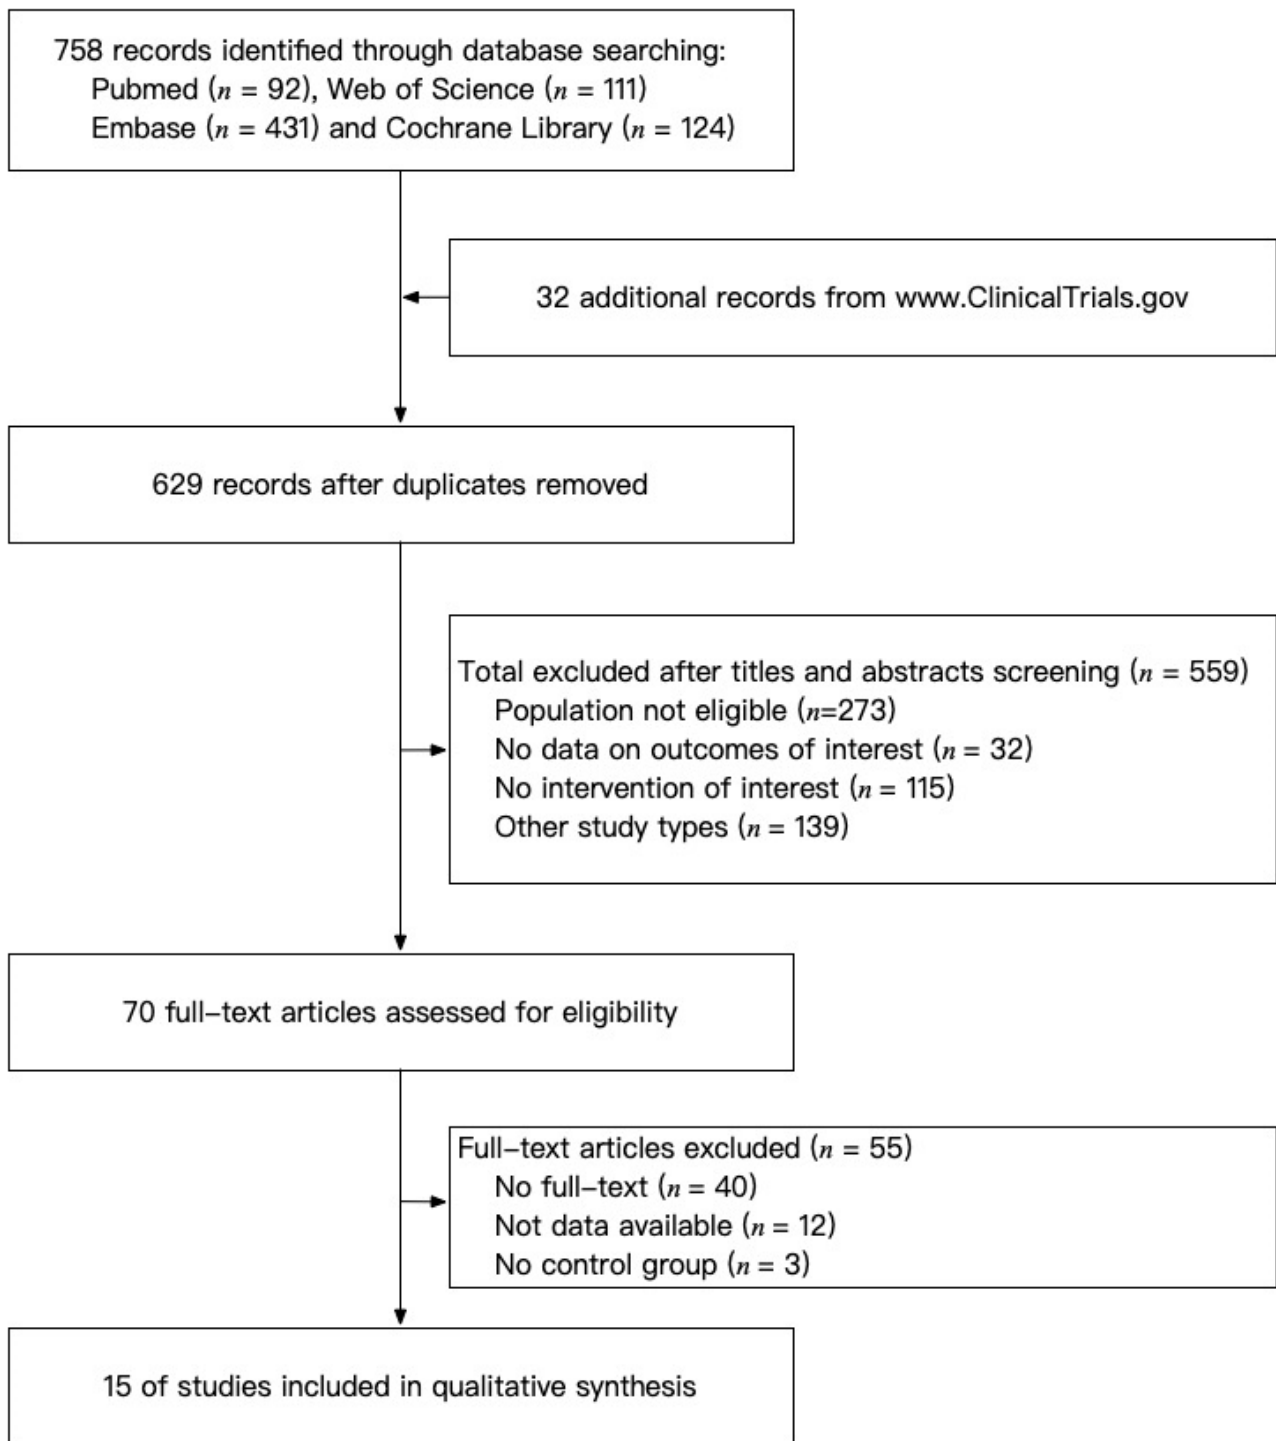 758 records identified through database searching:
Pubmed (n = 92), Web of Science (n = 111)
Embase (n = 431) and Cochrane Library (n = 124)
32 additional records from www.ClinicalTrials.gov
629 records after duplicates removed
Total excluded after titles and abstracts screening (n = 559)
Population not eligible (n=273)
No data on outcomes of interest (n = 32)
No intervention of interest (n = 115)
Other study types (n = 139)
70 full–text articles assessed for eligibility
Full–text articles excluded (n = 55)
No full–text (n = 40)
Not data available (n = 12)
No control group (n = 3)
15 of studies included in qualitative synthesis